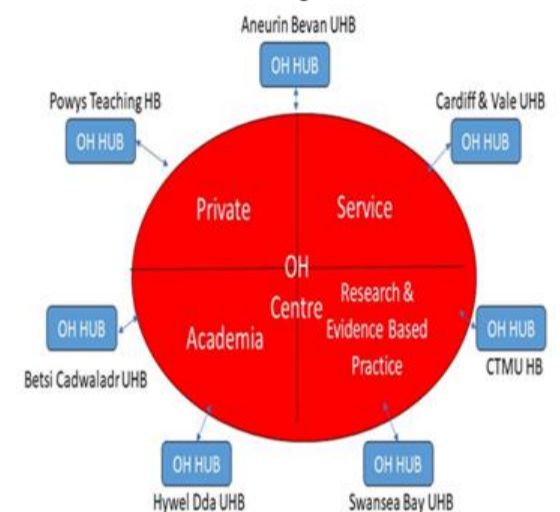 Aneurin Bevan UHB
OH HUB
Powys Teaching HB
OH HUB
Cardiff & Vale UHB
OH HUB
Private
Service
OH
Centre
Academia
Research &
Evidence Based
Practice
OH HUB
Betsi Cadwaladr UHB
OH HUB
CTMU HB
OH HUB
Hywel Dda UHB
OH HUB
Swansea Bay UHB